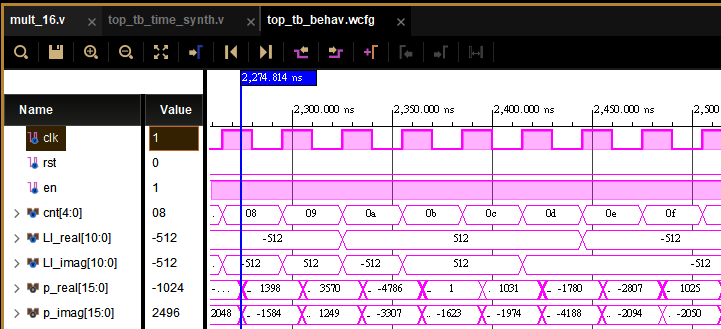 mult_16.v × top_tb_time_synth.v × top_tb_behav.wcfg ×
2,274.814 ns
Name Value
2,300.000 ns 2,350.000 ns 2,400.000 ns 2,450.000 ns 2,500
clk 1
rst 0
en 1
cnt[4:0] 08 08 09 0a 0b 0c 0d 0e 0f
LI_real[10:0] -512 -512 512 -512
LI_imag[10:0] -512 -512 512 -512 512 -512
p_real[15:0] -1024 -... 1398 3570 -4786 1 1031 -1780 -2807 1025
p_imag[15:0] 2496 2048 -1584 1249 -3307 -1623 -1974 -4188 -2094 -2050